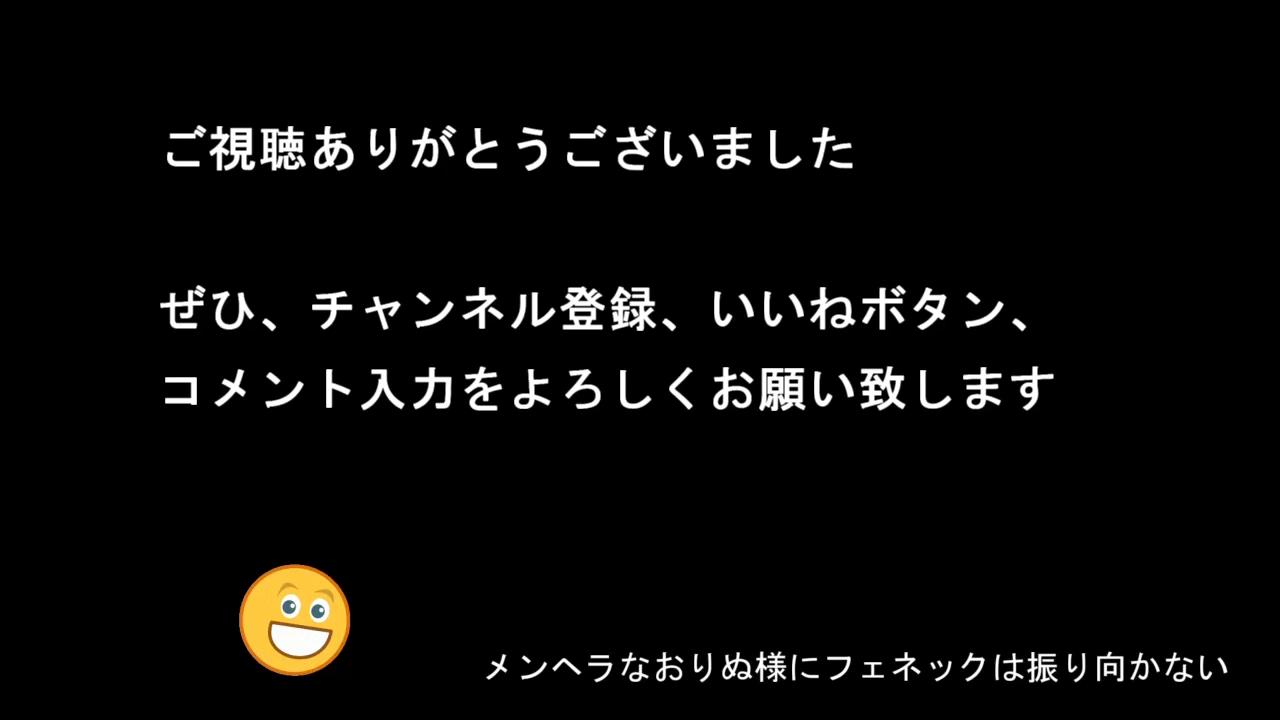 ご視聴ありがとうございました
ぜひ、チャンネル登録、いいねボタン、
コメント入力をよろしくお願い致します
メンヘラなおりぬ様にフェネックは振り向かない